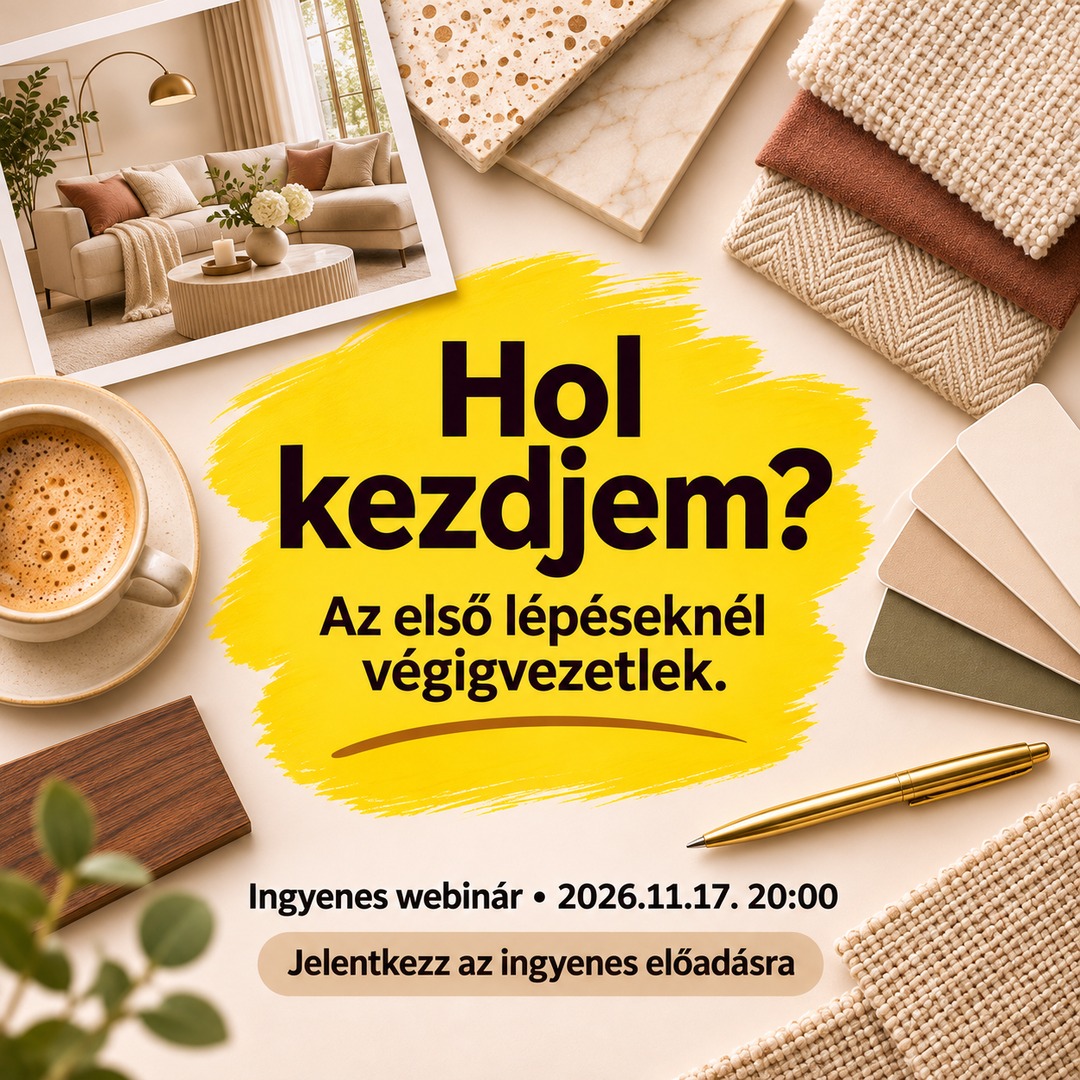 Hol
kezdjem?
Az első lépéseknél
végigvezetlek.
Ingyenes webinár • 2026.11.17. 20:00
Jelentkezz az ingyenes előadásra